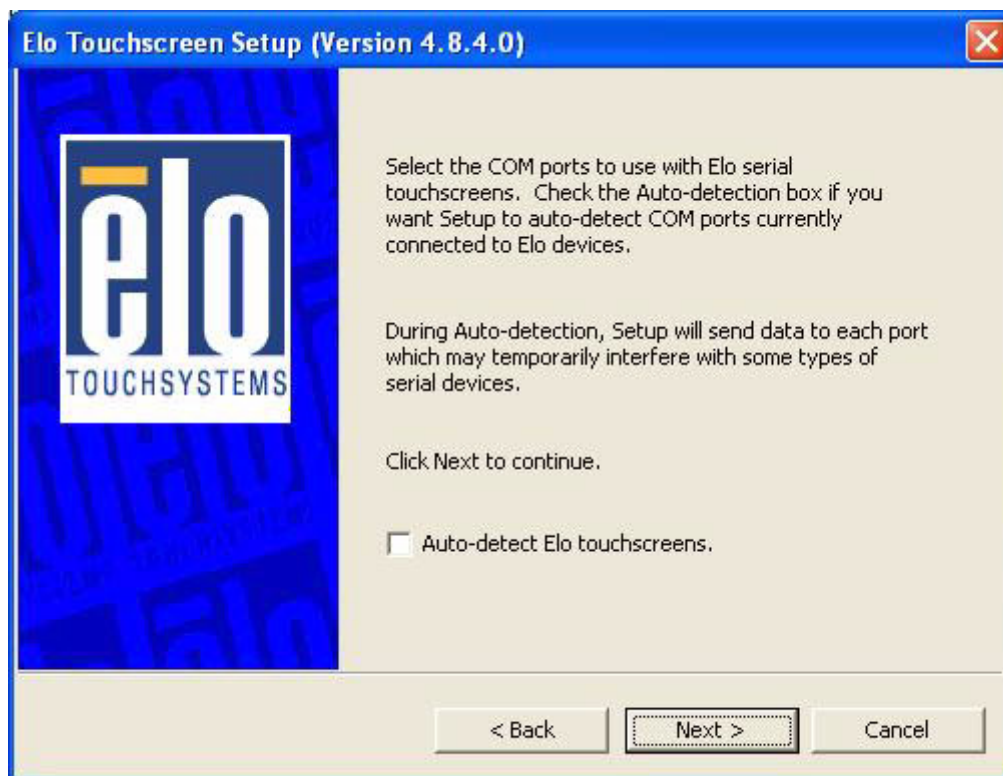 Elo Touchscreen Setup (Version 4.8.4.0)
ēlo
TOUCHSYSTEMS
Select the COM ports to use with Elo serial
touchscreens. Check the Auto-detection box if you
want Setup to auto-detect COM ports currently
connected to Elo devices.
During Auto-detection, Setup will send data to each port
which may temporarily interfere with some types of
serial devices.
Click Next to continue.
Auto-detect Elo touchscreens.
< Back
Next >
Cancel